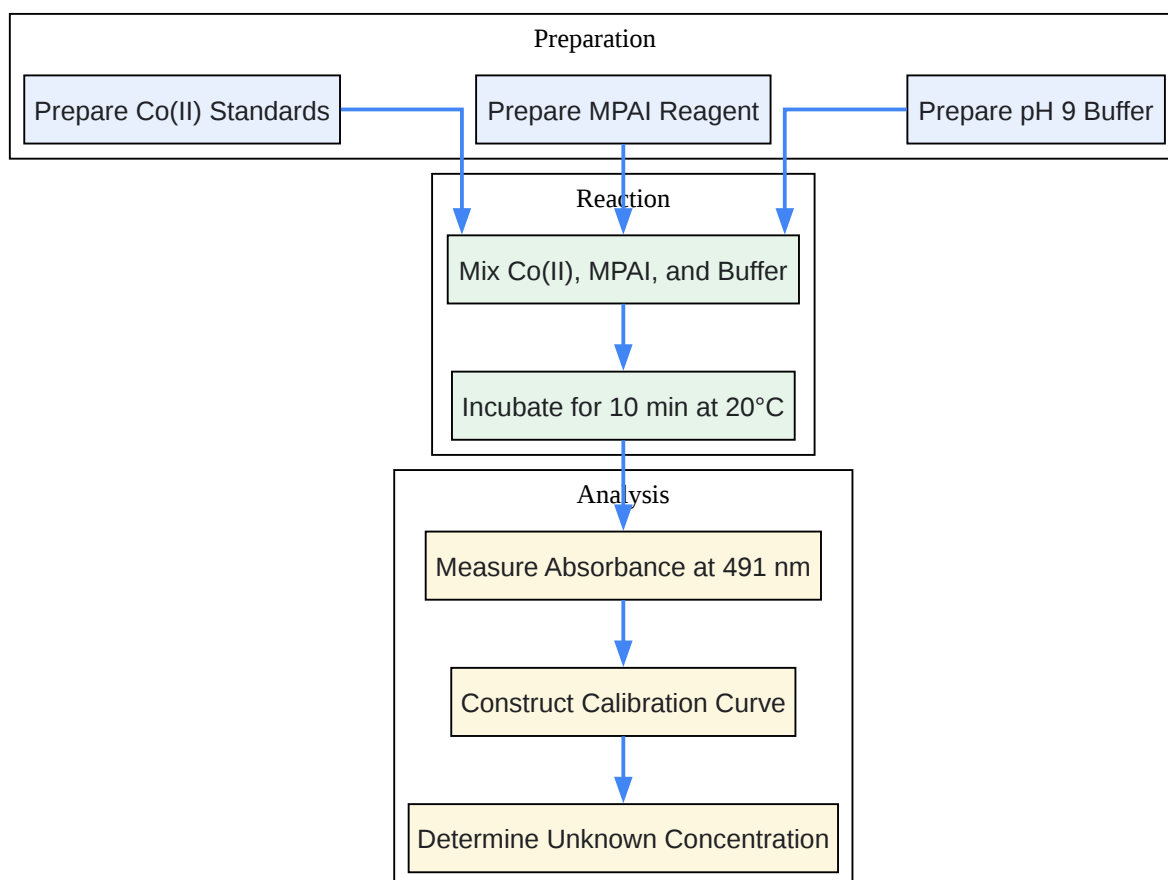 Preparation
Prepare Co(II) Standards
Prepare MPAI Reagent
Prepare pH 9 Buffer
Reaction
Mix Co(II), MPAI, and Buffer
Incubate for 10 min at 20°C
Analysis
Measure Absorbance at 491 nm
Construct Calibration Curve
Determine Unknown Concentration